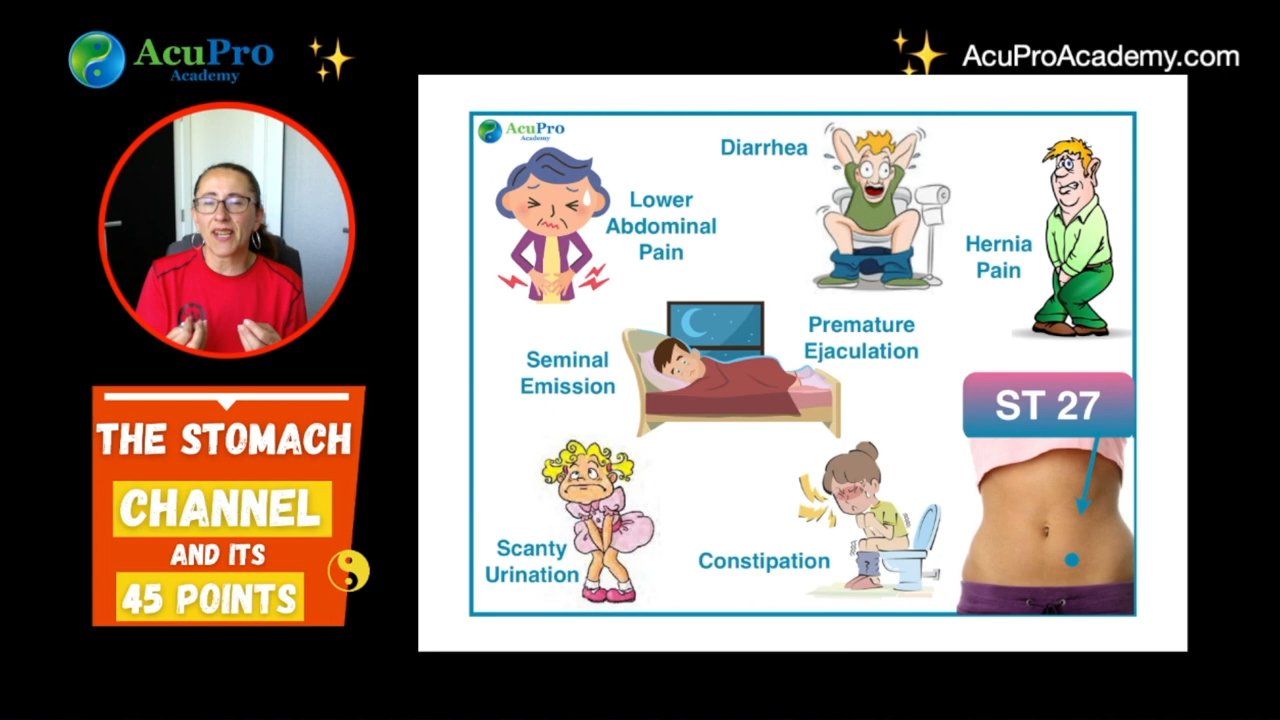 AcuPro
Academy
AcuProAcademy.com
THE STOMACH
CHANNEL
AND ITS
45 POINTS
AcuPro
Academy
Diarrhea
Lower
Abdominal
Pain
Hernia
Pain
Premature
Ejaculation
Seminal
Emission
ST 27
Scanty
Urination
Constipation
?